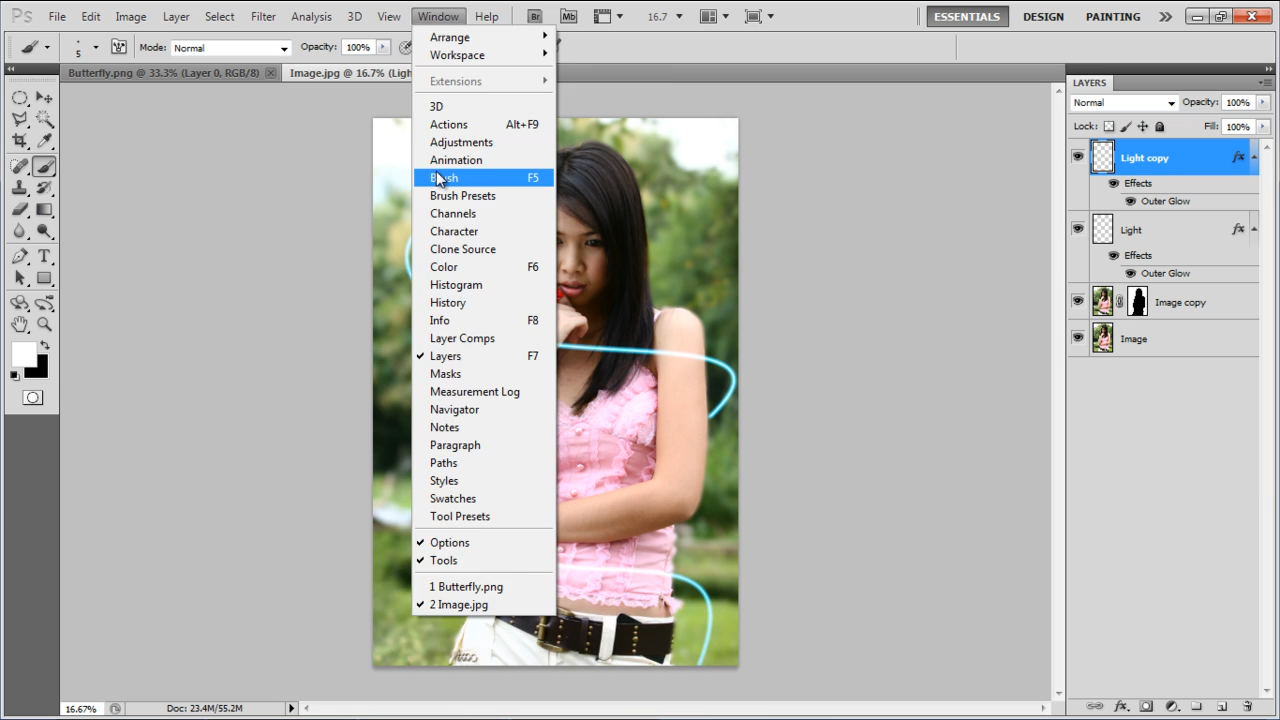 Ps File Edit Image Layer Select Filter Analysis 3D View Window Help Br Mb 16.7 ESSENTIALS DESIGN PAINTING
5 Mode: Normal Opacity: 100%
Butterfly.png @ 33.3% (Layer 0, RGB/8) Image.jpg @ 16.7% (Ligh
Arrange
Workspace
Extensions
3D
Actions Alt+F9
Adjustments
Animation
Brush F5
Brush Presets
Channels
Character
Clone Source
Color F6
Histogram
History
Info F8
Layer Comps
Layers F7
Masks
Measurement Log
Navigator
Notes
Paragraph
Paths
Styles
Swatches
Tool Presets
Options
Tools
1 Butterfly.png
2 Image.jpg
LAYERS
Normal Opacity: 100%
Lock: Fill: 100%
Light copy fx
Effects
Outer Glow
Light fx
Effects
Outer Glow
Image copy
Image
16.67% Doc: 23.4M/55.2M